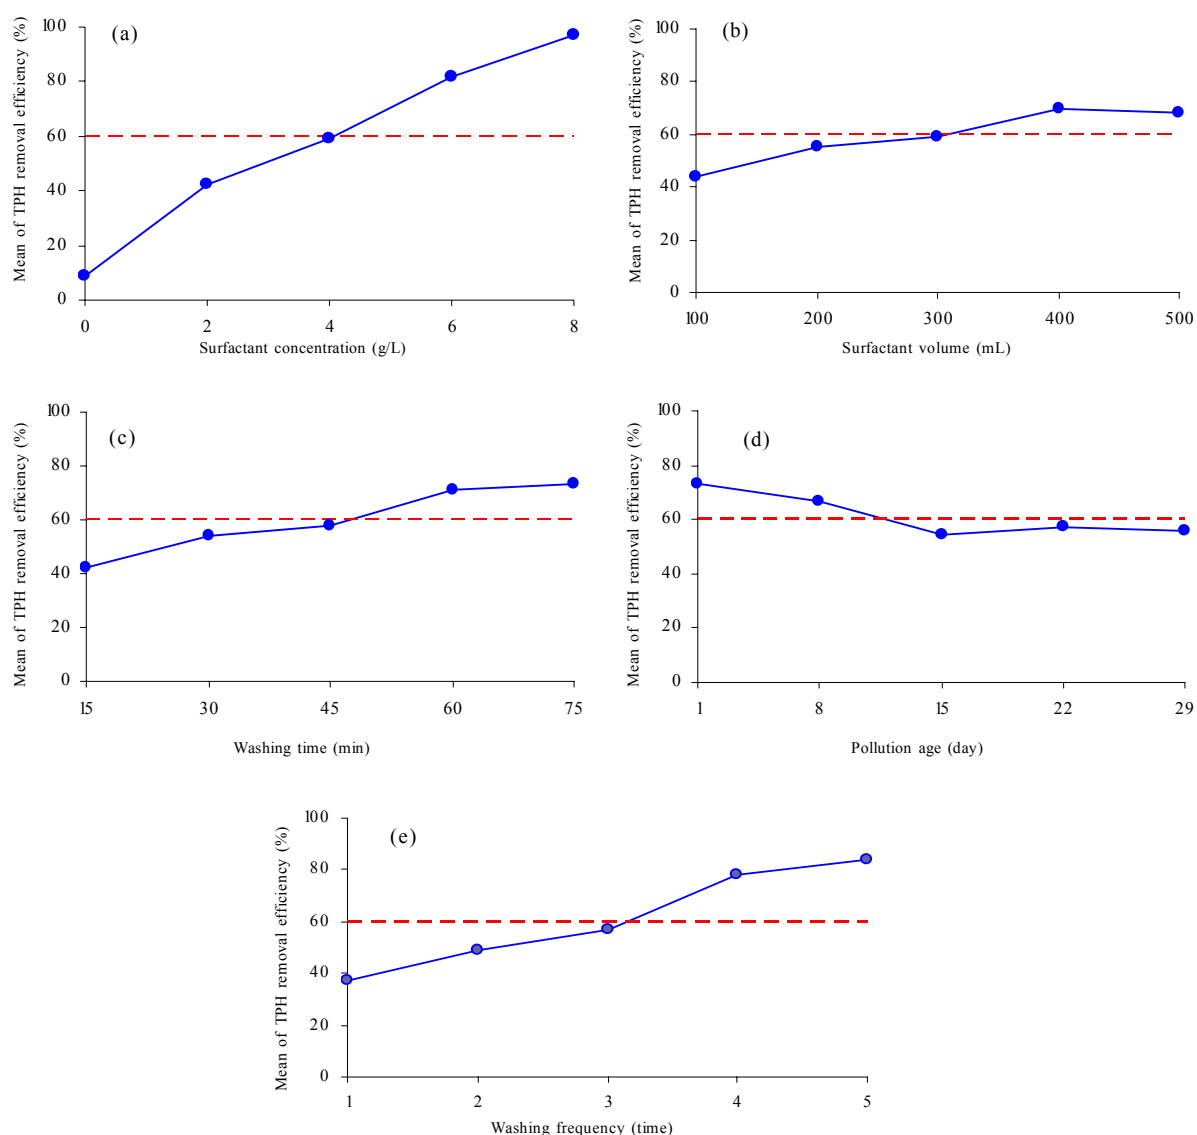 (a)
Mean of TPH removal efficiency (%)
100
80
60
40
20
0
0 2 4 6 8
Surfactant concentration (g/L)
(b)
Mean of TPH removal efficiency (%)
100
80
60
40
20
0
100 200 300 400 500
Surfactant volume (mL)
(c)
Mean of TPH removal efficiency (%)
100
80
60
40
20
0
15 30 45 60 75
Washing time (min)
(d)
Mean of TPH removal efficiency (%)
100
80
60
40
20
0
1 8 15 22 29
Pollution age (day)
(e)
Mean of TPH removal efficiency (%)
100
80
60
40
20
0
1 2 3 4 5
Washing frequency (time)